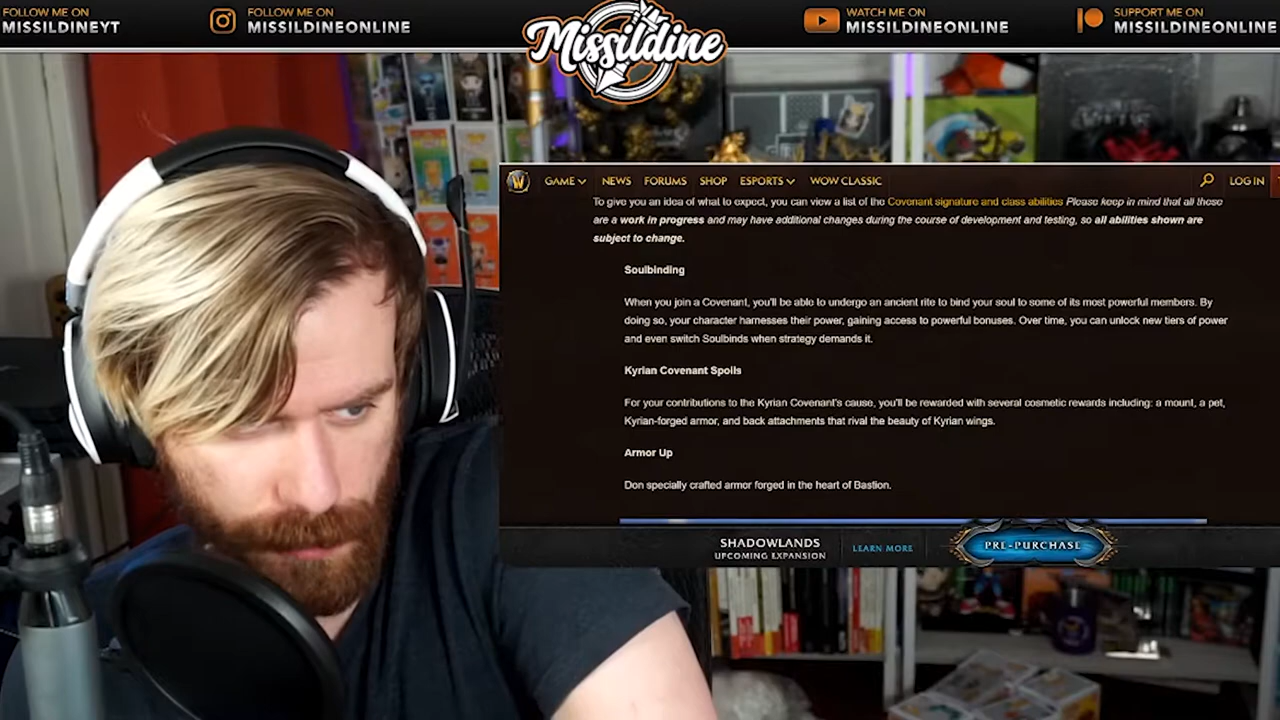 FOLLOW ME ON
MISSILDINEYT
FOLLOW ME ON
MISSILDINEONLINE
Missildine
WATCH ME ON
MISSILDINEONLINE
SUPPORT ME ON
MISSILDINEONLINE
W GAME NEWS FORUMS SHOP ESPORTS WOW CLASSIC LOG IN
To give you an idea of what to expect, you can view a list of the Covenant signature and class abilities Please keep in mind that all these
are a work in progress and may have additional changes during the course of development and testing, so all abilities shown are
subject to change.
Soulbinding
When you join a Covenant, you'll be able to undergo an ancient rite to bind your soul to some of its most powerful members. By
doing so, your character harnesses their power, gaining access to powerful bonuses. Over time, you can unlock new tiers of power
and even switch Soulbinds when strategy demands it.
Kyrian Covenant Spoils
For your contributions to the Kyrian Covenant's cause, you'll be rewarded with several cosmetic rewards including: a mount, a pet,
Kyrian-forged armor, and back attachments that rival the beauty of Kyrian wings.
Armor Up
Don specially crafted armor forged in the heart of Bastion.
SHADOWLANDS
UPCOMING EXPANSION
LEARN MORE
PRE-PURCHASE